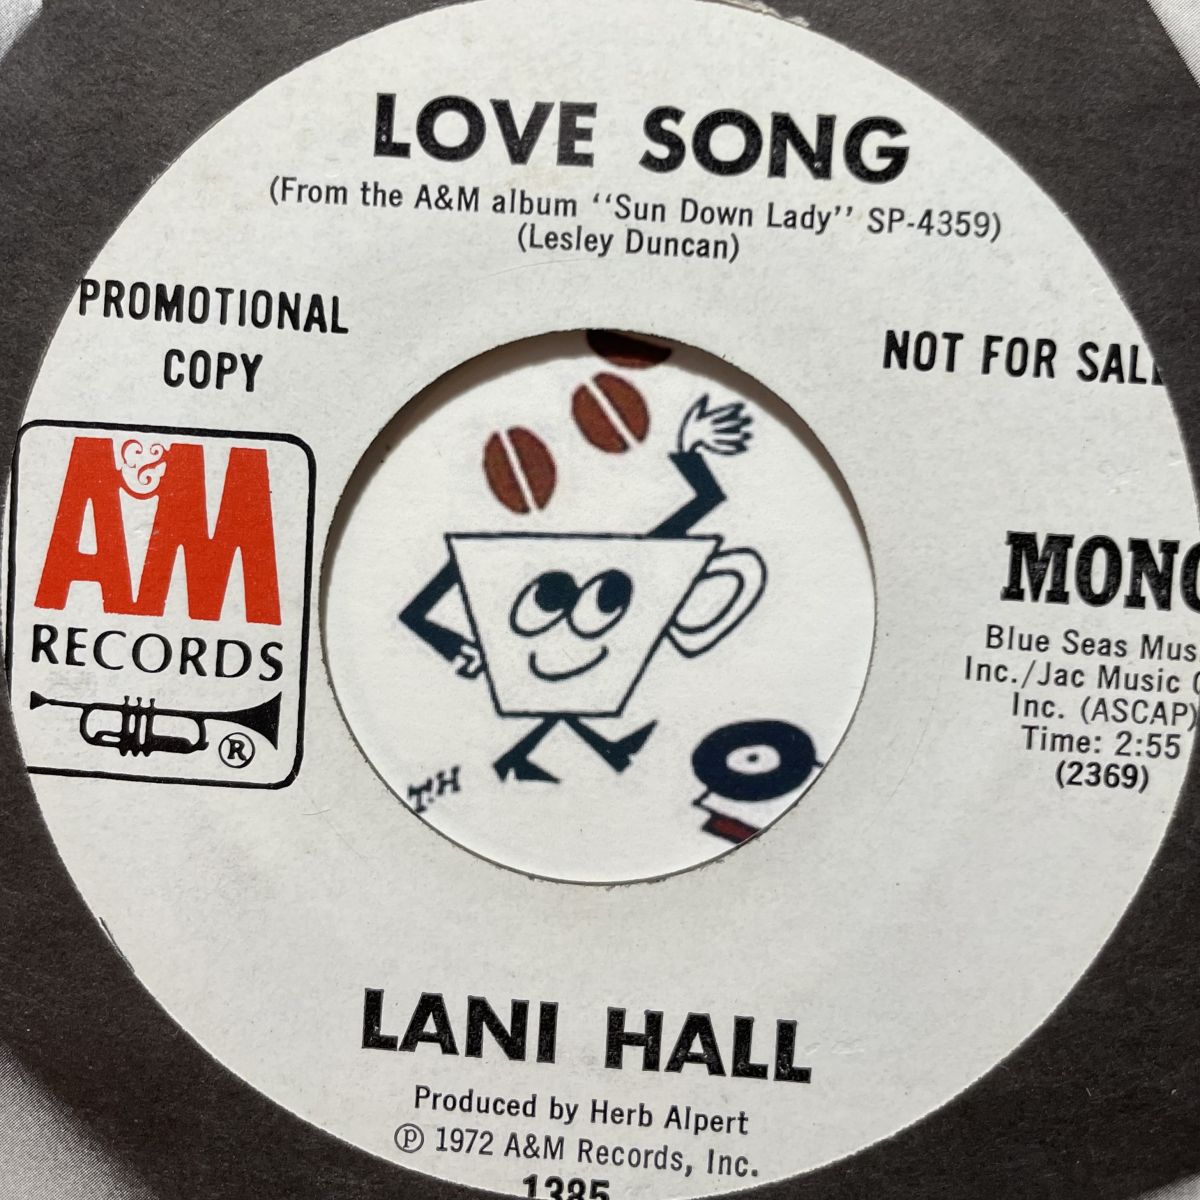 LOVE SONG
(From the A&M album "Sun Down Lady" SP-4359)
(Lesley Duncan)
PROMOTIONAL
COPY
NOT FOR SAL
A&M
RECORDS
®
MONO
Blue Seas Mus
Inc./Jac Music
Inc. (ASCAP)
Time: 2:55
(2369)
T.H
LANI HALL
Produced by Herb Alpert
℗ 1972 A&M Records, Inc.
1385